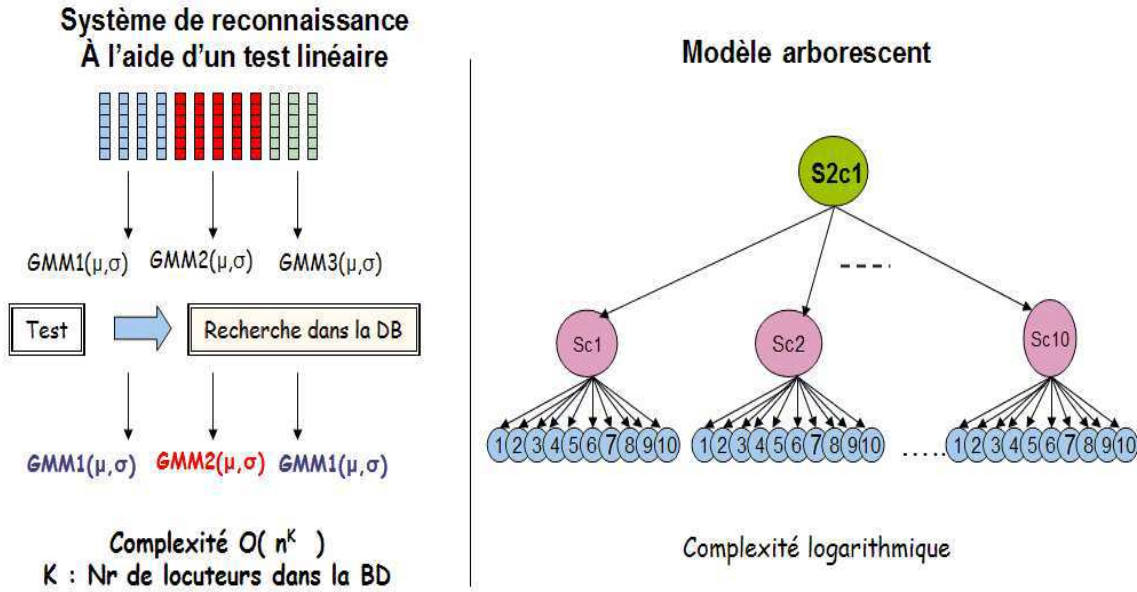 Système de reconnaissance
À l'aide d'un test linéaire
GMM1(μ,σ) GMM2(μ,σ) GMM3(μ,σ)
Test
Recherche dans la DB
GMM1(μ,σ) GMM2(μ,σ) GMM1(μ,σ)
Complexité O( n^K )
K : Nr de locuteurs dans la BD
Modèle arborescent
S2c1
Sc1 Sc2 Sc10
1 2 3 4 5 6 7 8 9 10 1 2 3 4 5 6 7 8 9 10 ..... 1 2 3 4 5 6 7 8 9 10
Complexité logarithmique